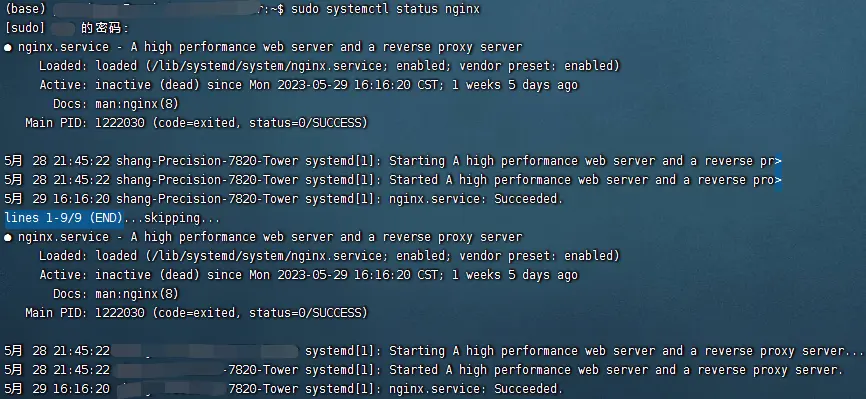 (base) r:~$ sudo systemctl status nginx
[sudo] 的密码：
● nginx.service - A high performance web server and a reverse proxy server
Loaded: loaded (/lib/systemd/system/nginx.service; enabled; vendor preset: enabled)
Active: inactive (dead) since Mon 2023-05-29 16:16:20 CST; 1 weeks 5 days ago
Docs: man:nginx(8)
Main PID: 1222030 (code=exited, status=0/SUCCESS)
5月 28 21:45:22 shang-Precision-7820-Tower systemd[1]: Starting A high performance web server and a reverse pr>
5月 28 21:45:22 shang-Precision-7820-Tower systemd[1]: Started A high performance web server and a reverse pro>
5月 29 16:16:20 shang-Precision-7820-Tower systemd[1]: nginx.service: Succeeded.
lines 1-9/9 (END)...skipping...
● nginx.service - A high performance web server and a reverse proxy server
Loaded: loaded (/lib/systemd/system/nginx.service; enabled; vendor preset: enabled)
Active: inactive (dead) since Mon 2023-05-29 16:16:20 CST; 1 weeks 5 days ago
Docs: man:nginx(8)
Main PID: 1222030 (code=exited, status=0/SUCCESS)
5月 28 21:45:22 systemd[1]: Starting A high performance web server and a reverse proxy server...
5月 28 21:45:22 -7820-Tower systemd[1]: Started A high performance web server and a reverse proxy server.
5月 29 16:16:20 7820-Tower systemd[1]: nginx.service: Succeeded.